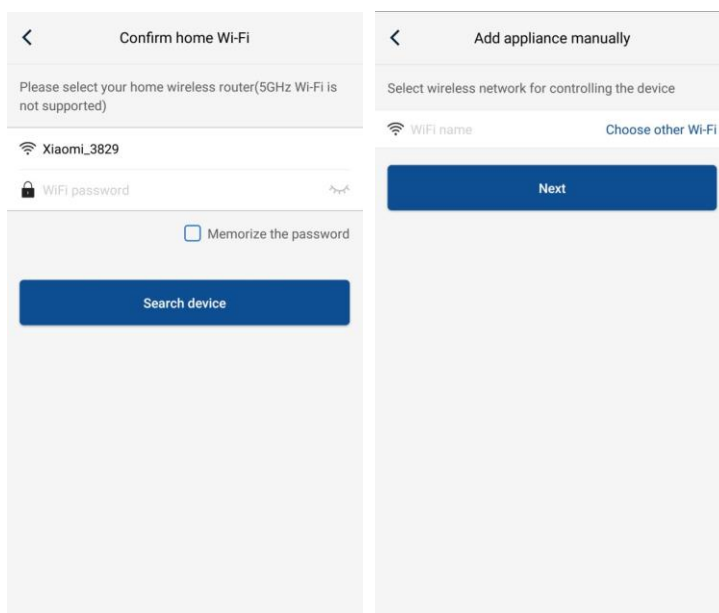 Confirm home Wi-Fi
Please select your home wireless router(5GHz Wi-Fi is
not supported)
Xiaomi_3829
WiFi password
Memorize the password
Search device
Add appliance manually
Select wireless network for controlling the device
WiFi name
Choose other Wi-Fi
Next